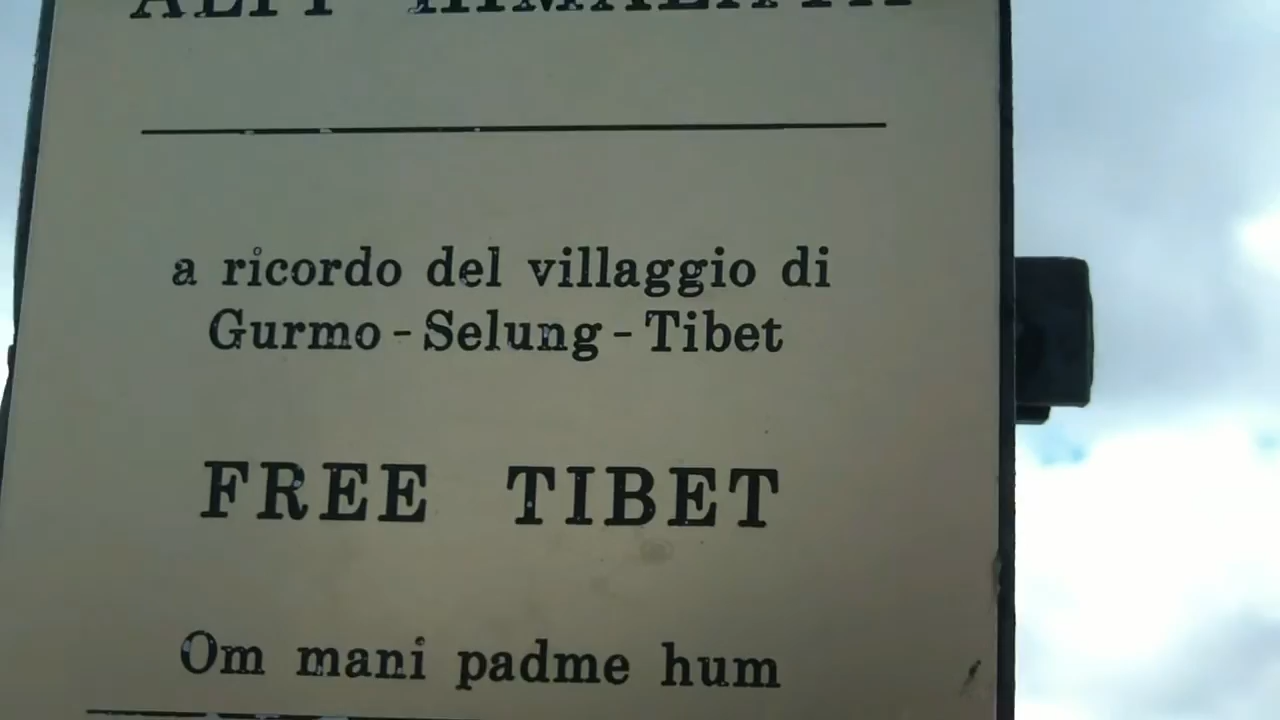 a ricordo del villaggio di
Gurmo - Selung - Tibet
FREE TIBET
Om mani padme hum